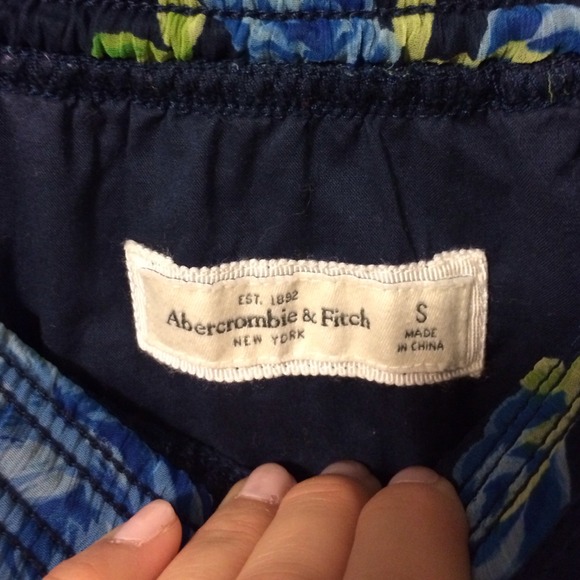 EST. 1892
Abercrombie & Fitch
NEW YORK
S
MADE
IN CHINA